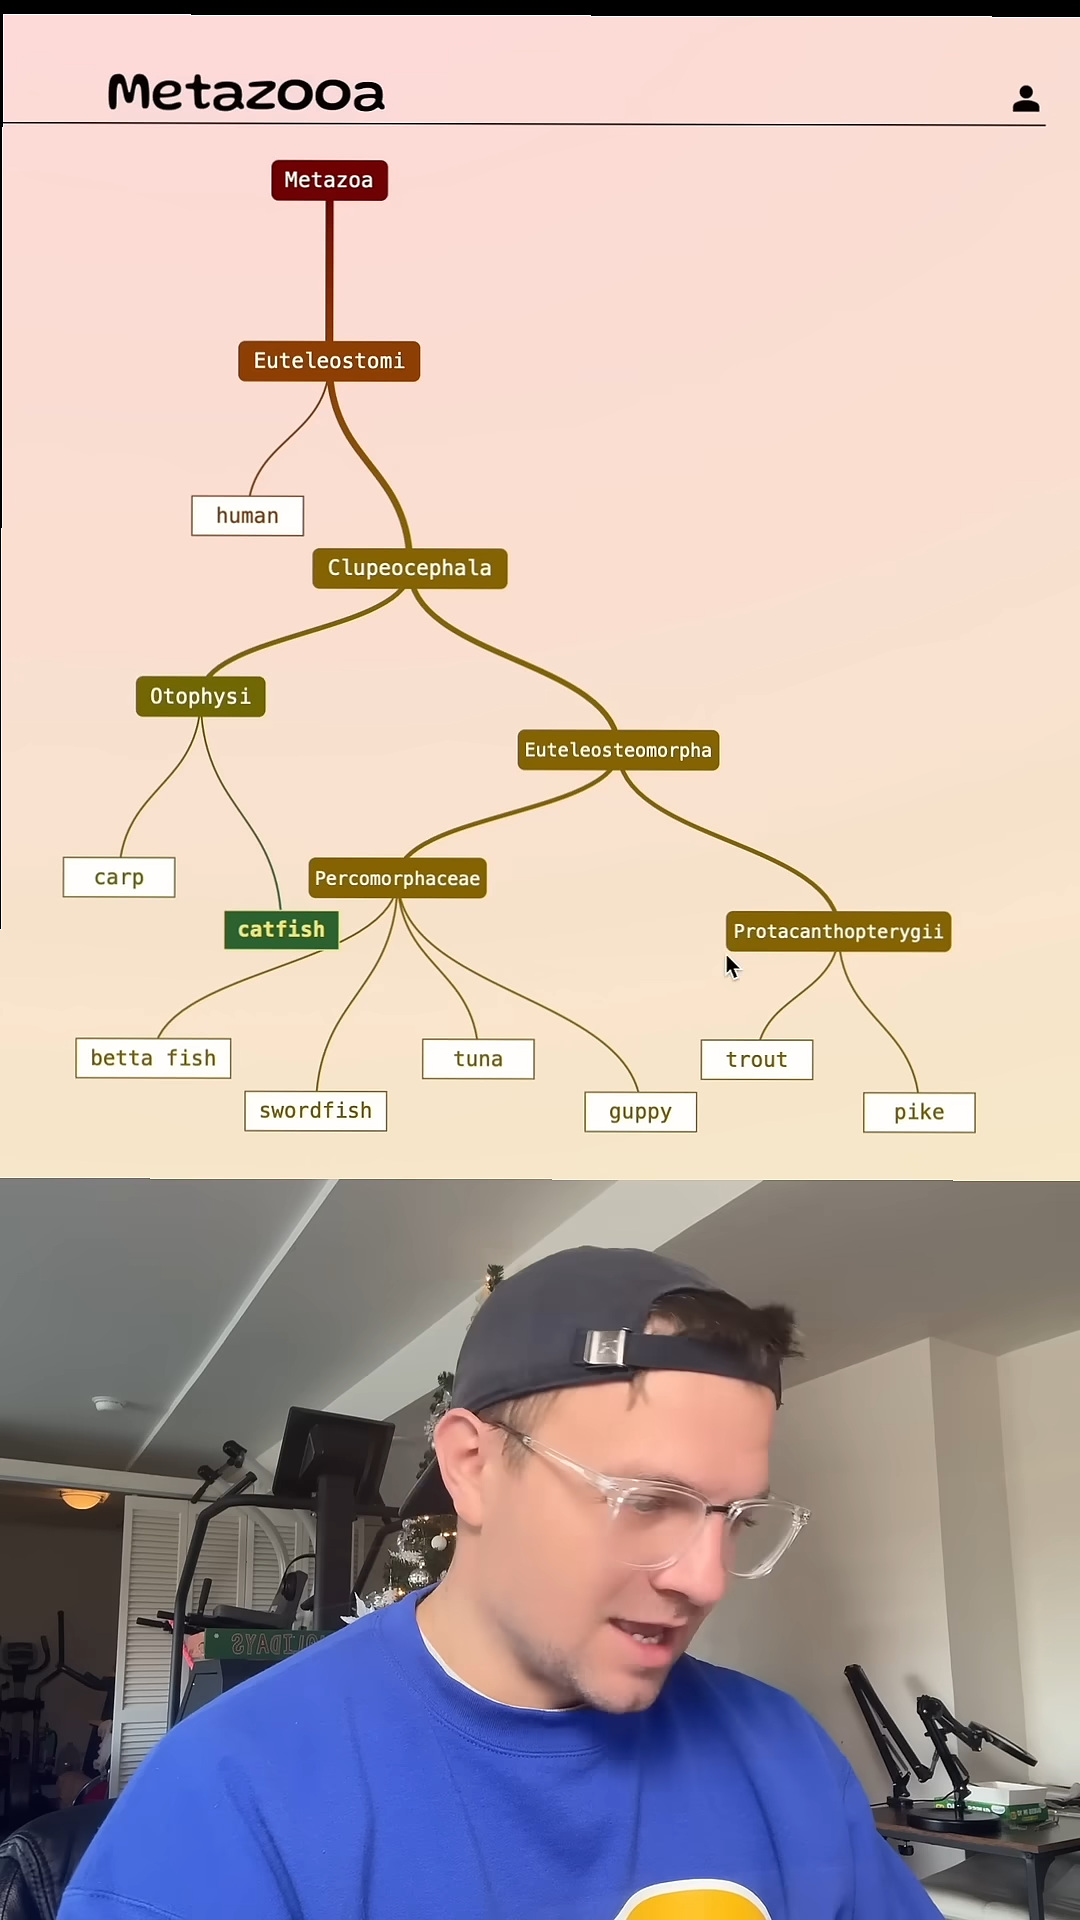 Metazooa
Metazoa
Euteleostomi
human
Clupeocephala
Otophysi
Euteleosteomorpha
carp
Percomorphaceae
catfish
Protacanthopterygii
betta fish
swordfish
tuna
guppy
trout
pike